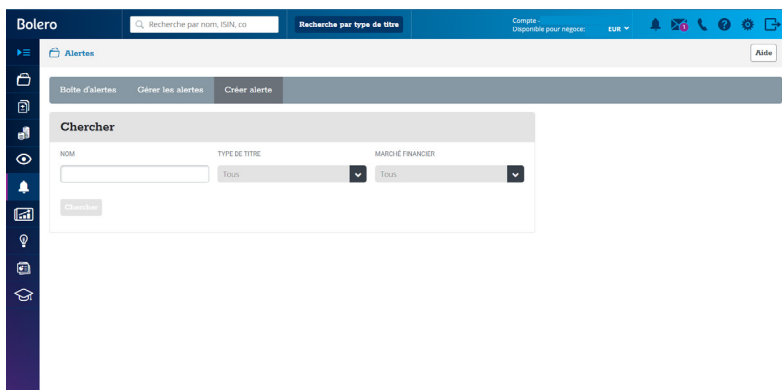 Bolero
Recherche par nom, ISIN, co
Recherche par type de titre
Compte -
Disponible pour négoce: EUR
1
Alertes
Aide
Boîte d'alertes Gérer les alertes Créer alerte
Chercher
NOM TYPE DE TITRE MARCHÉ FINANCIER
Tous Tous
Chercher